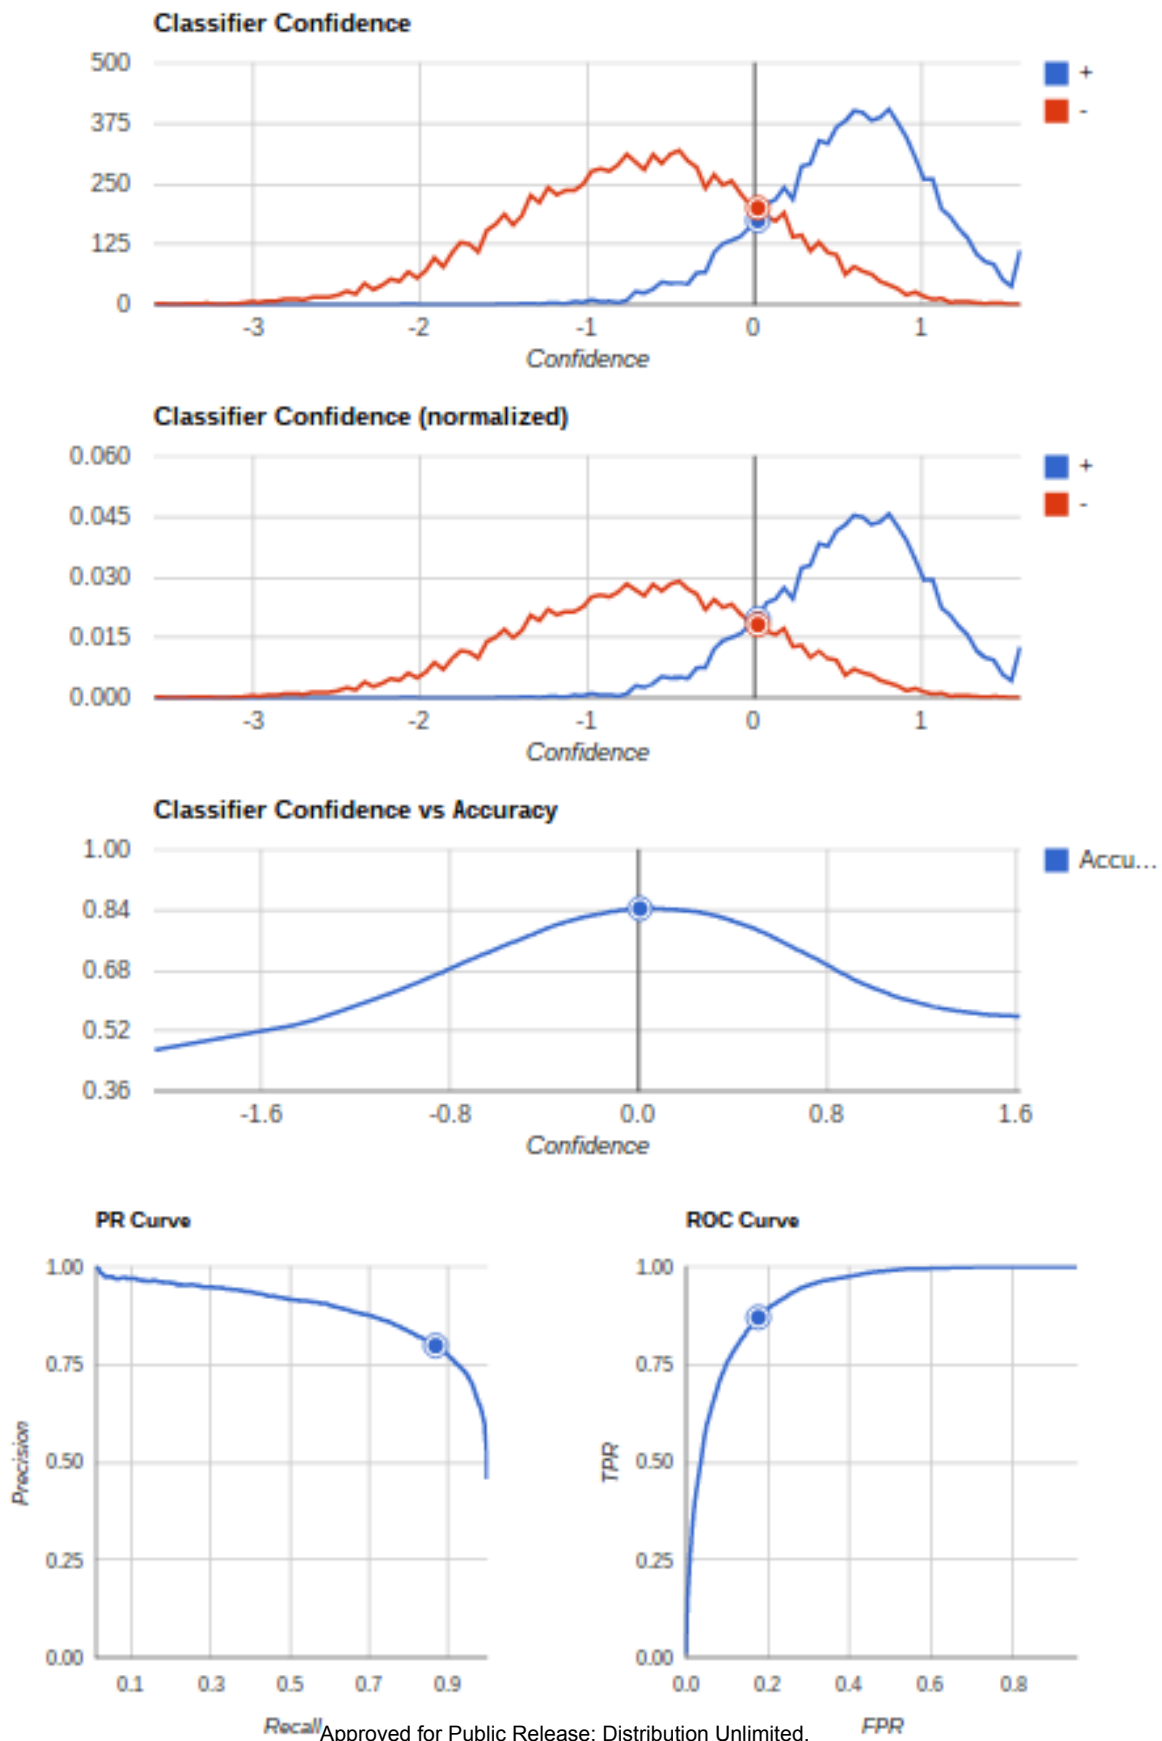 Classifier Confidence
500
375
250
125
0
-3 -2 -1 0 1
Confidence
+
-
Classifier Confidence (normalized)
0.060
0.045
0.030
0.015
0.000
-3 -2 -1 0 1
Confidence
+
-
Classifier Confidence vs Accuracy
1.00
0.84
0.68
0.52
0.36
-1.6 -0.8 0.0 0.8 1.6
Confidence
Accu...
PR Curve
1.00
0.75
0.50
0.25
0.00
Precision
0.1 0.3 0.5 0.7 0.9
Recall
ROC Curve
1.00
0.75
0.50
0.25
0.00
TPR
0.0 0.2 0.4 0.6 0.8
FPR
Approved for Public Release; Distribution Unlimited.